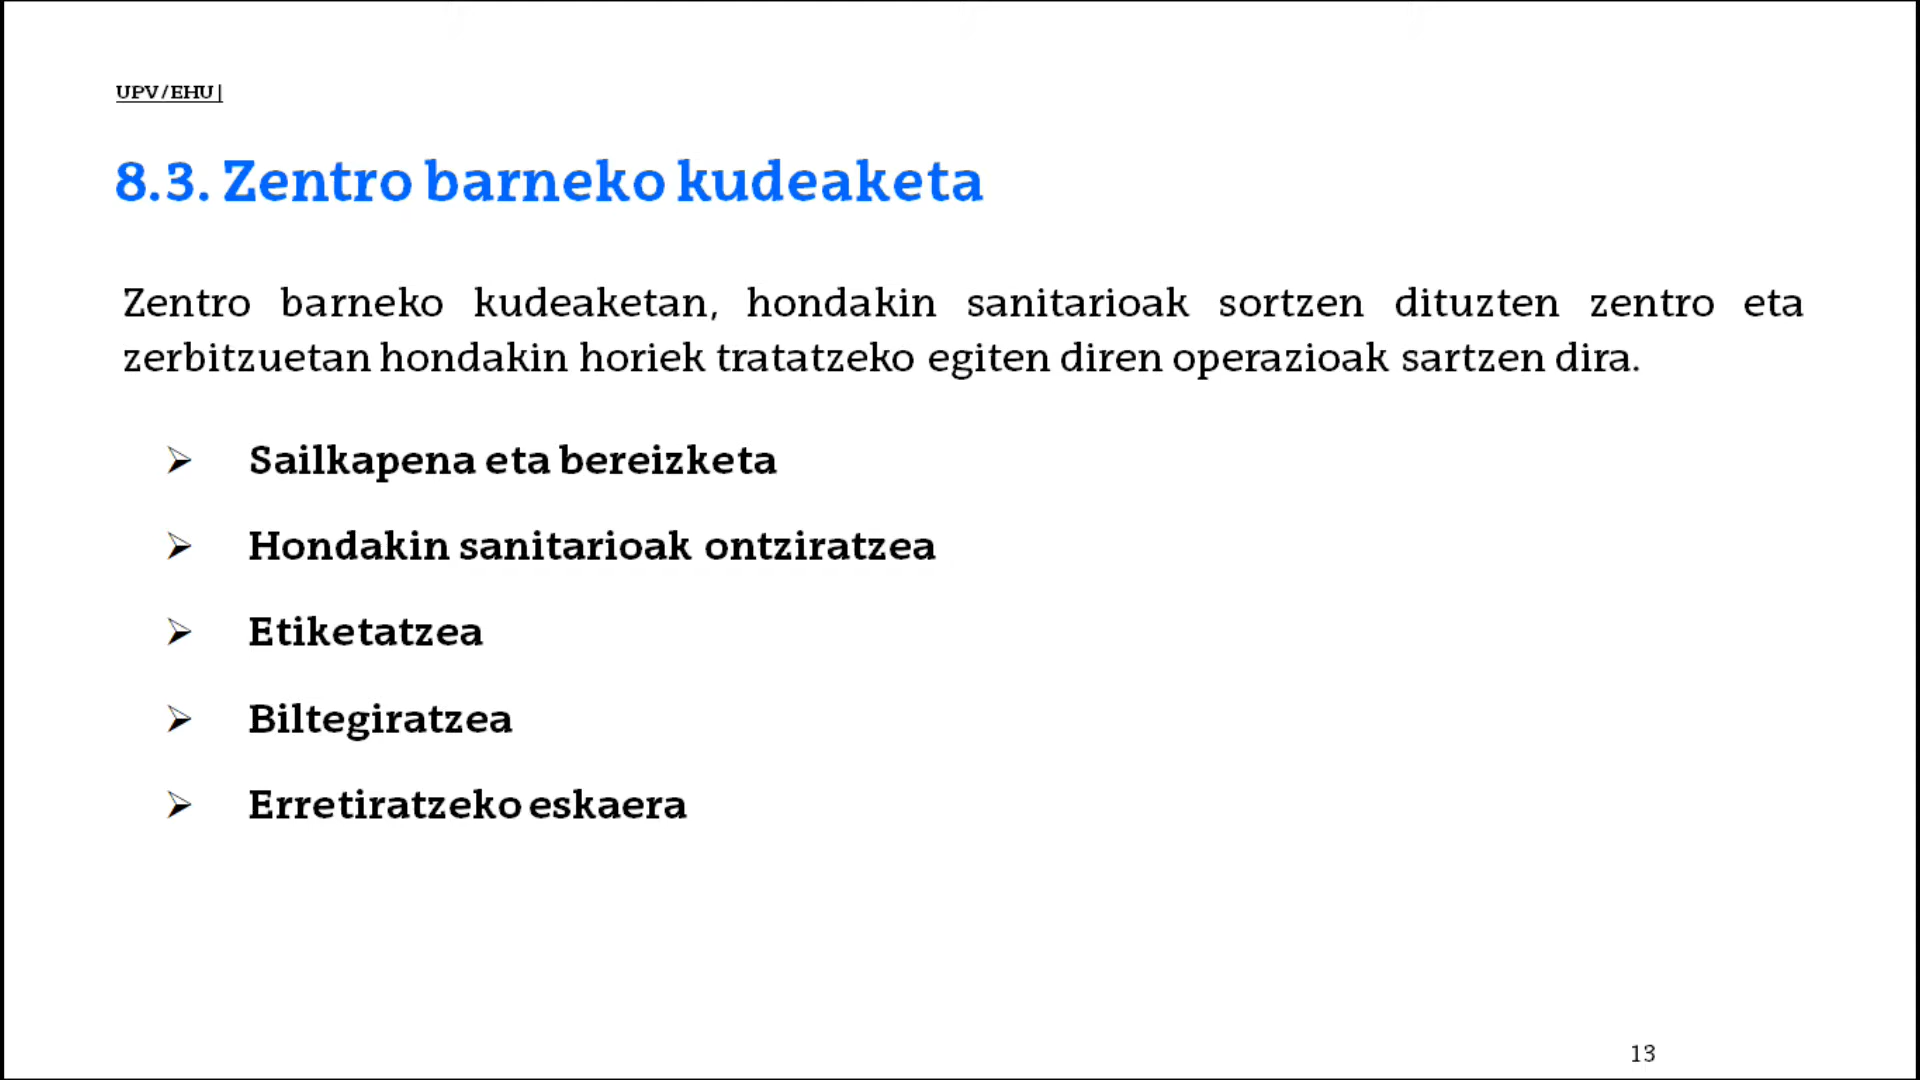 UPV/EHU|
8.3. Zentro barneko kudeaketa
Zentro barneko kudeaketan, hondakin sanitarioak sortzen dituzten zentro eta
zerbitzuetan hondakin horiek tratatzeko egiten diren operazioak sartzen dira.
➢ Sailkapena eta bereizketa
➢ Hondakin sanitarioak ontziratzea
➢ Etiketatzea
➢ Biltegiratzea
➢ Erretiratzeko eskaera
13